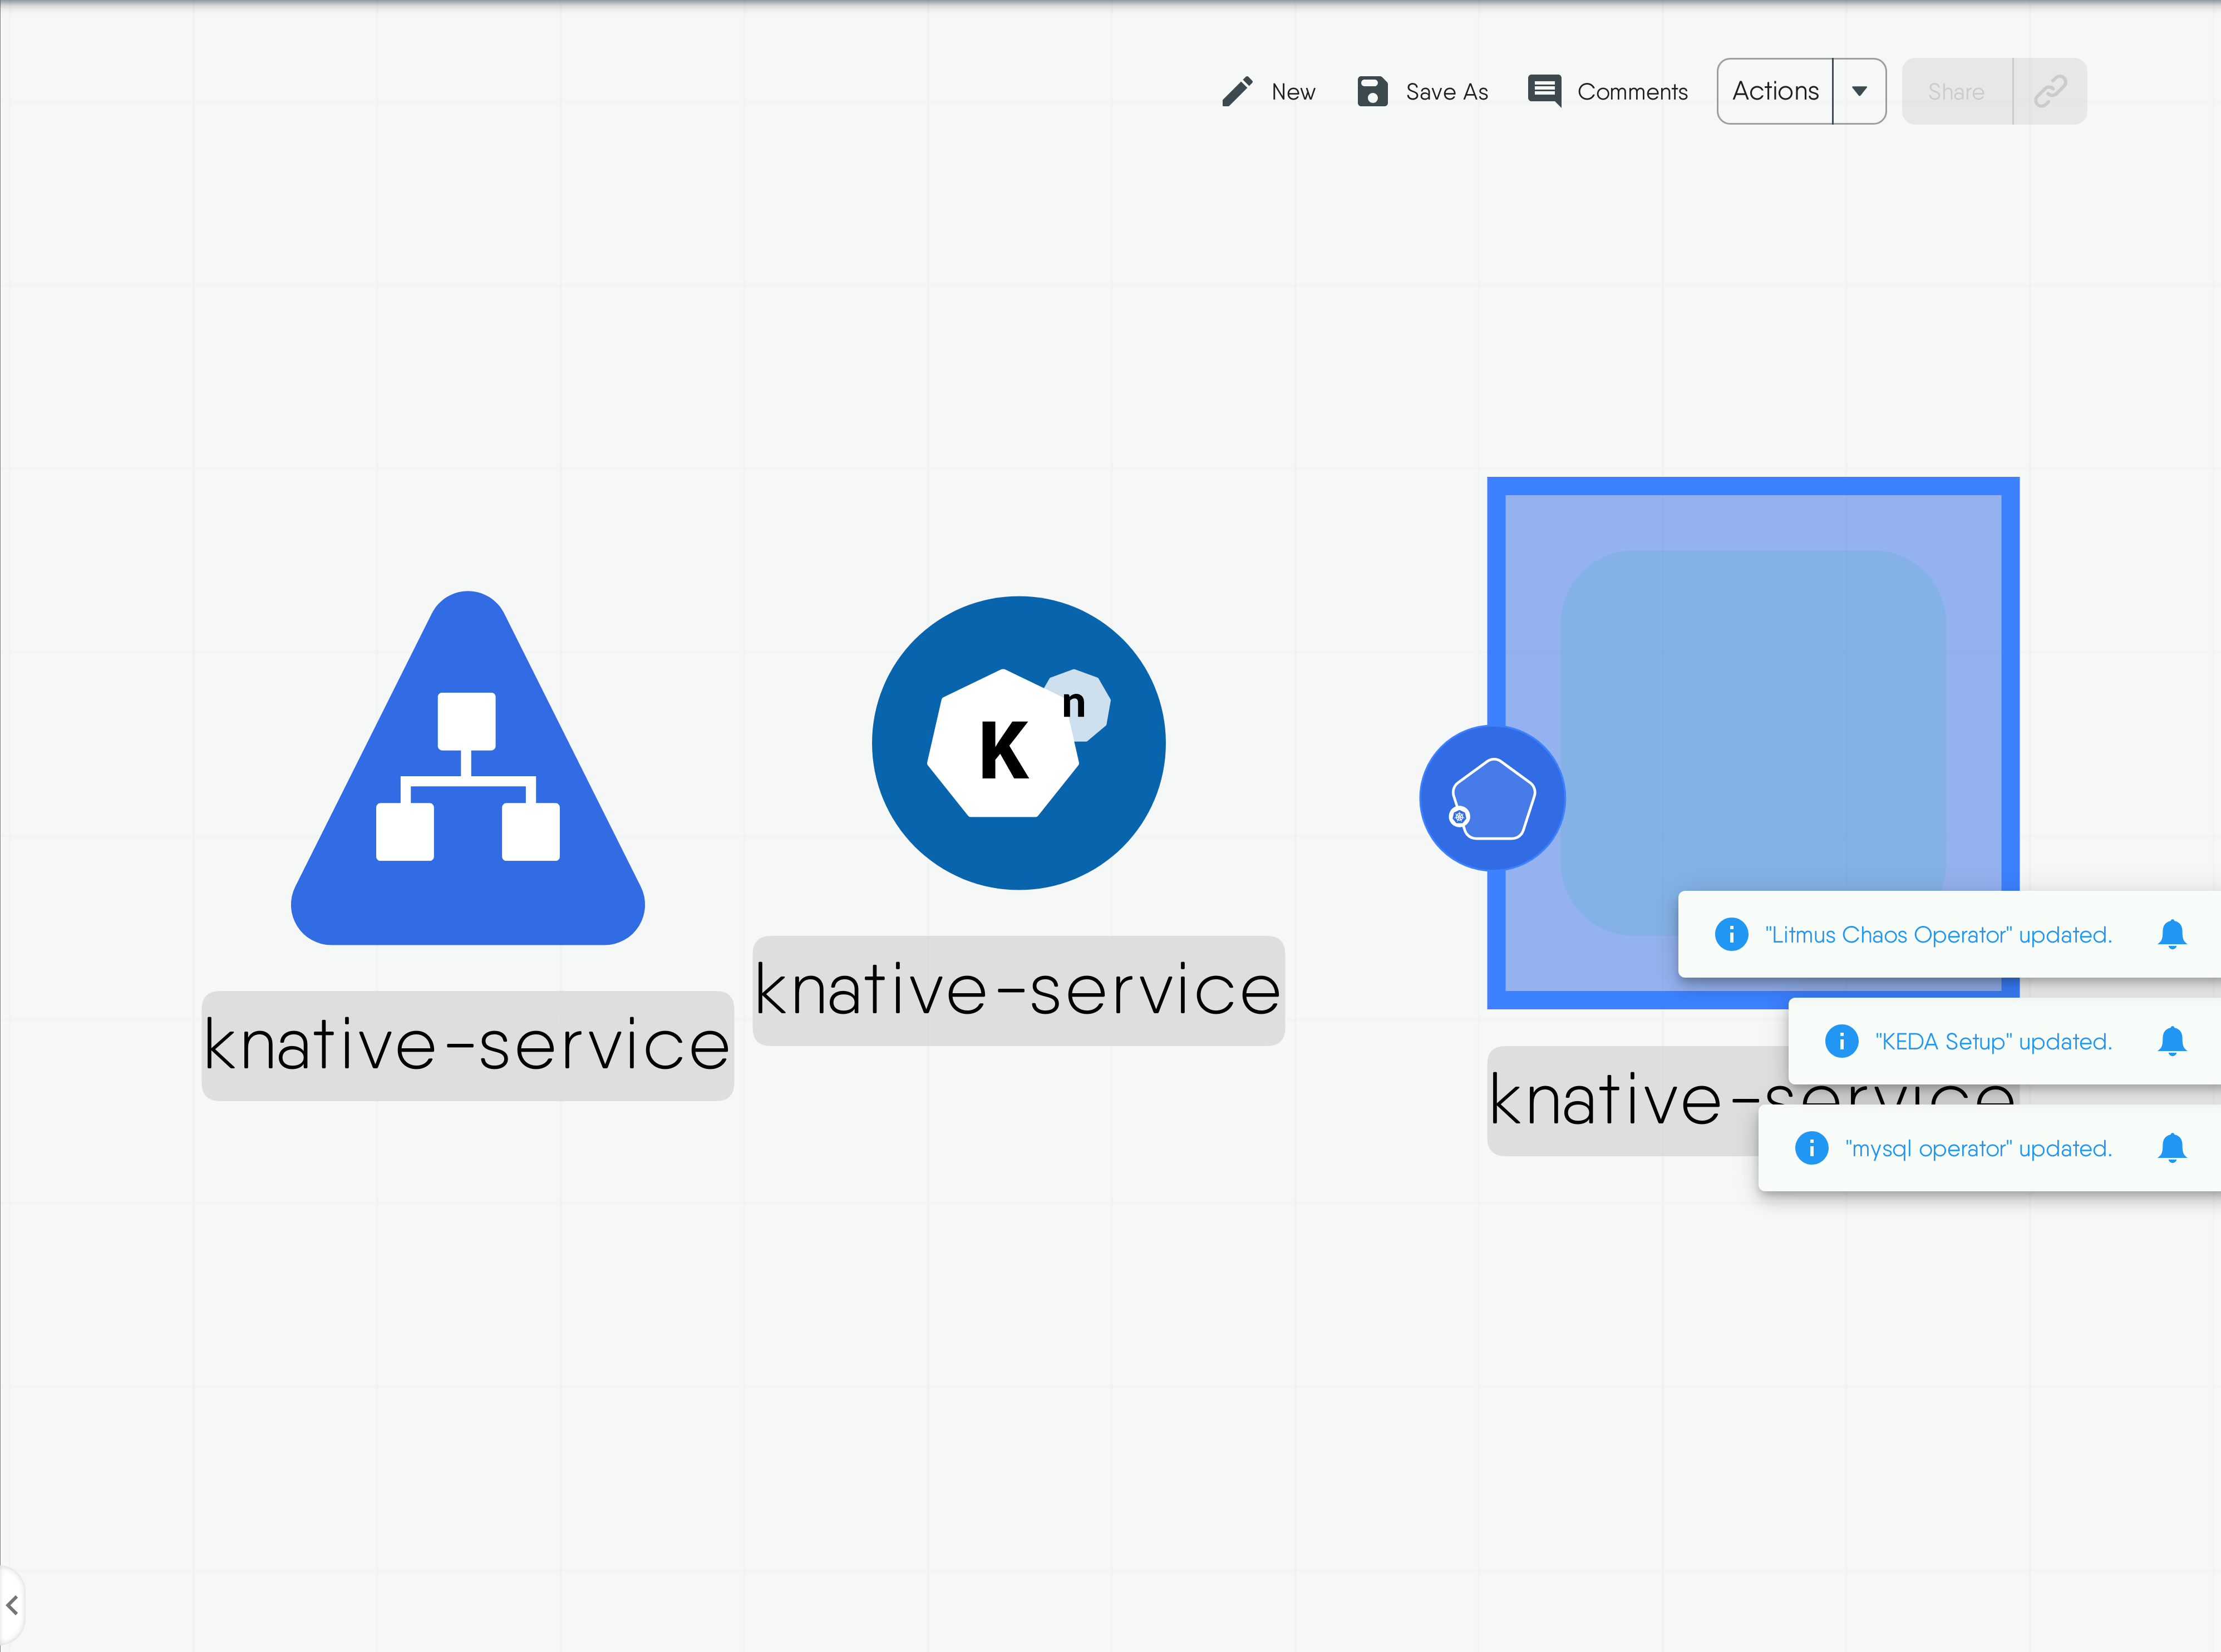 New Save As Comments Actions Share
K n
knative-service
knative-service
knative-service
"Litmus Chaos Operator" updated.
"KEDA Setup" updated.
"mysql operator" updated.